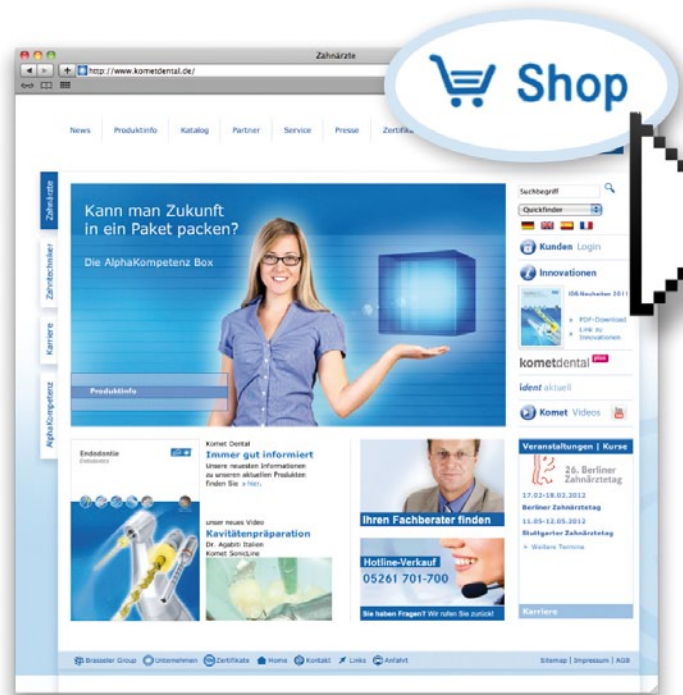 Zahnärzte
http://www.kometdental.de/
Shop
News
Produktinfo
Katalog
Partner
Service
Presse
Zahnärzte
Zahntechniker
Karriere
AlphaKompetenz
Kann man Zukunft
in ein Paket packen?
Die AlphaKompetenz Box
Produktinfo
Suchbegriff
Quickfinder
Kunden Login
Innovationen
PDF-Download
Link zu
Innovationen
kometdental plus
ident aktuell
Komet Videos
Endodontie
Endodontics
Komet Dental
Immer gut informiert
Unsere neuesten Informationen
zu unseren aktuellen Produkten
finden Sie » hier.
unser neues Video
Kavitätenpräparation
Dr. Agabiti Italien
Komet SonicLine
Ihren Fachberater finden
Hotline-Verkauf
05261 701-700
Sie haben Fragen? Wir rufen Sie zurück!
Veranstaltungen | Kurse
26. Berliner
Zahnärztetag
17.02-18.02.2012
Berliner Zahnärztetag
11.05-12.05.2012
Stuttgarter Zahnärztetag
» Weitere Termine
Karriere
Brasseler Group
Unternehmen
Zertifikate
Home
Kontakt
Links
Anfahrt
Sitemap | Impressum | AGB